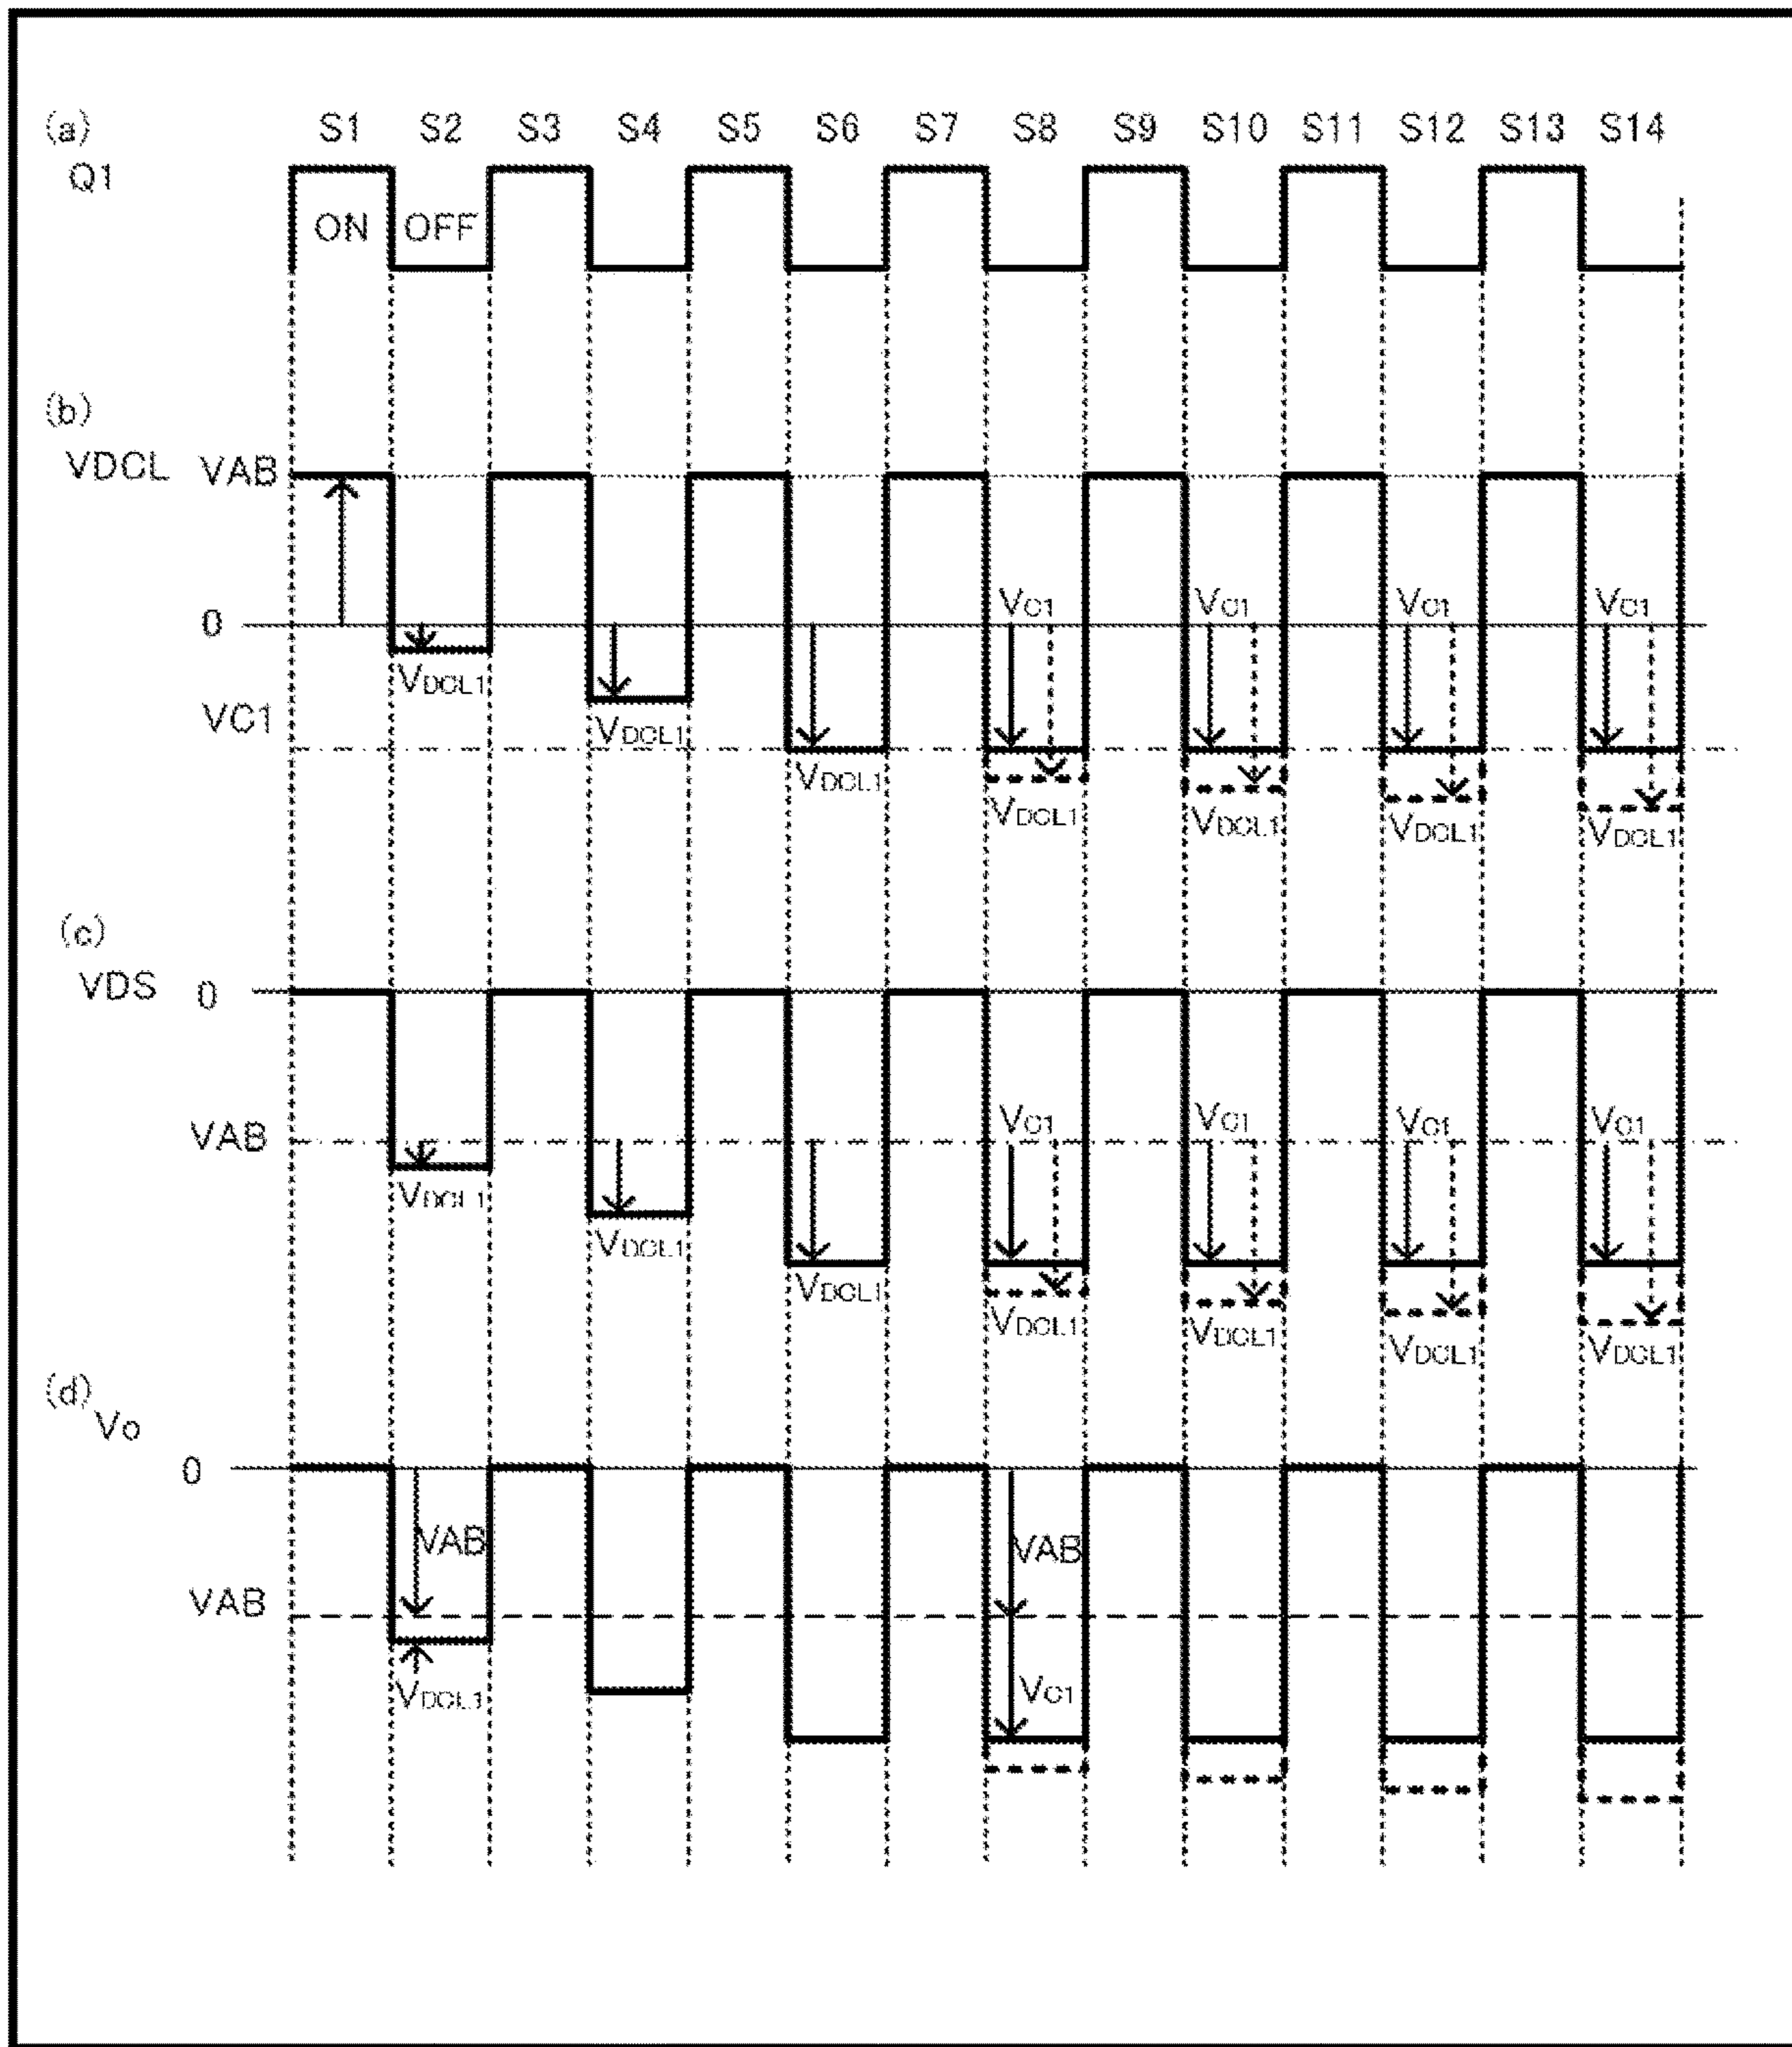 (a) S1 S2 S3 S4 S5 S6 S7 S8 S9 S10 S11 S12 S13 S14
Q1
ON OFF
(b)
VDCL VAB
0 VC1 VC1 VC1 VC1
VDCL1
VC1 VDCL1
VDCL1 VDCL1 VDCL1 VDCL1 VDCL1
(c)
VDS 0
VAB VC1 VC1 VC1 VC1
VDCL1
VDCL1
VDCL1 VDCL1 VDCL1 VDCL1 VDCL1
(d)
Vo
0
VAB VAB
VAB
VDCL1 VC1